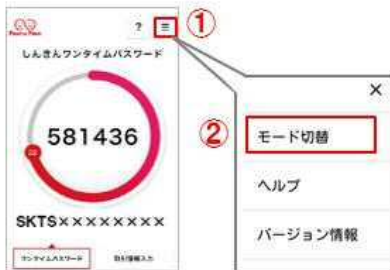 ? ≡ ①
しんきんワンタイムパスワード
581436
SKTS××××××××
ワンタイムパスワード 取引情報入力
×
② モード切替
ヘルプ
バージョン情報